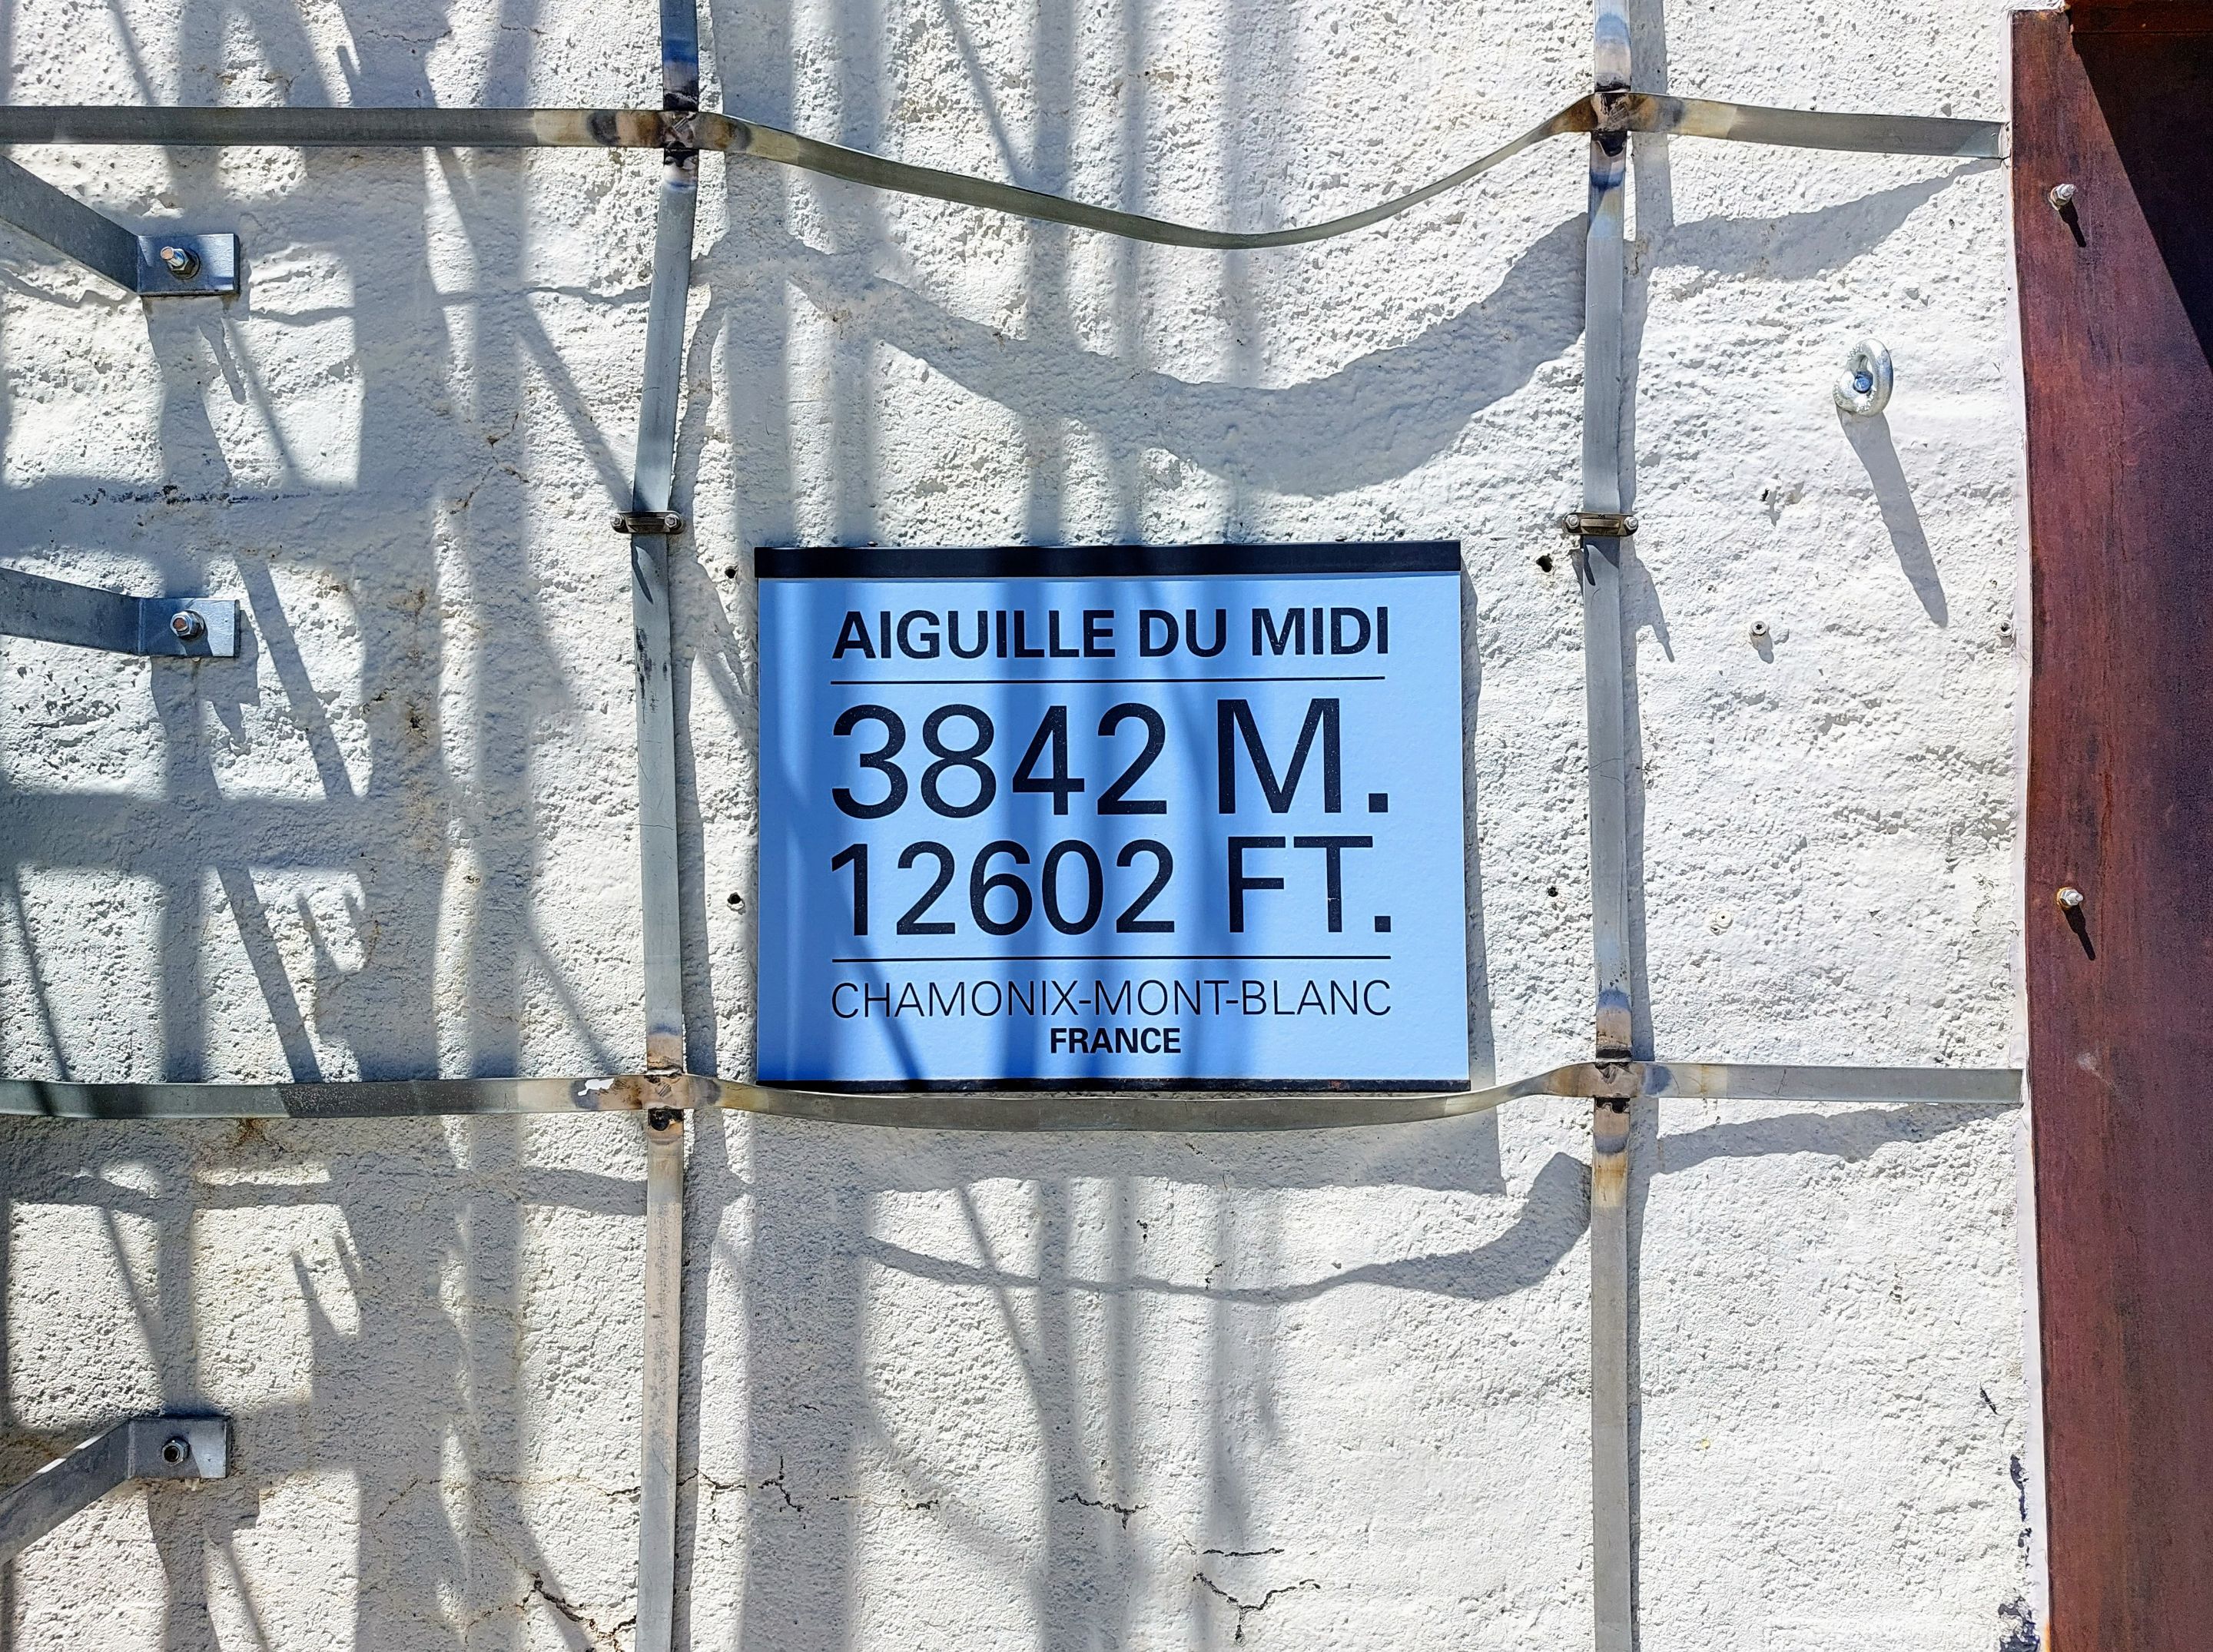 AIGUILLE DU MIDI
3842 M.
12602 FT.
CHAMONIX-MONT-BLANC
FRANCE